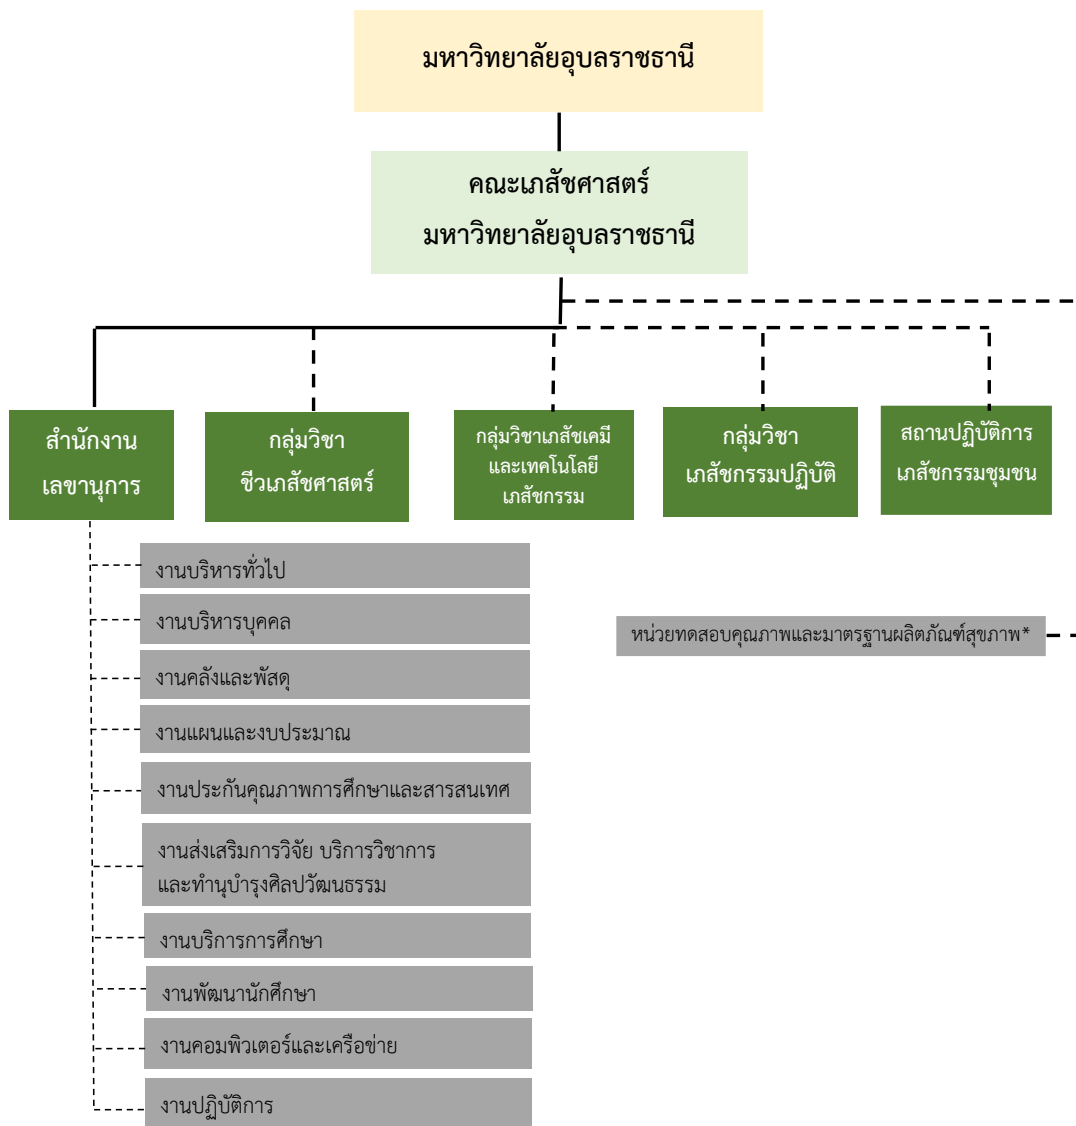 มหาวิทยาลัยอุบลราชธานี
คณะเภสัชศาสตร์
มหาวิทยาลัยอุบลราชธานี
สำนักงาน
เลขานุการ
กลุ่มวิชา
ชีวเภสัชศาสตร์
กลุ่มวิชาเภสัชเคมี
และเทคโนโลยี
เภสัชกรรม
กลุ่มวิชา
เภสัชกรรมปฏิบัติ
สถานปฏิบัติการ
เภสัชกรรมชุมชน
งานบริหารทั่วไป
งานบริหารบุคคล
งานคลังและพัสดุ
งานแผนและงบประมาณ
งานประกันคุณภาพการศึกษาและสารสนเทศ
งานส่งเสริมการวิจัย บริการวิชาการ
และทำนุบำรุงศิลปวัฒนธรรม
งานบริการการศึกษา
งานพัฒนานักศึกษา
งานคอมพิวเตอร์และเครือข่าย
งานปฏิบัติการ
หน่วยทดสอบคุณภาพและมาตรฐานผลิตภัณฑ์สุขภาพ*